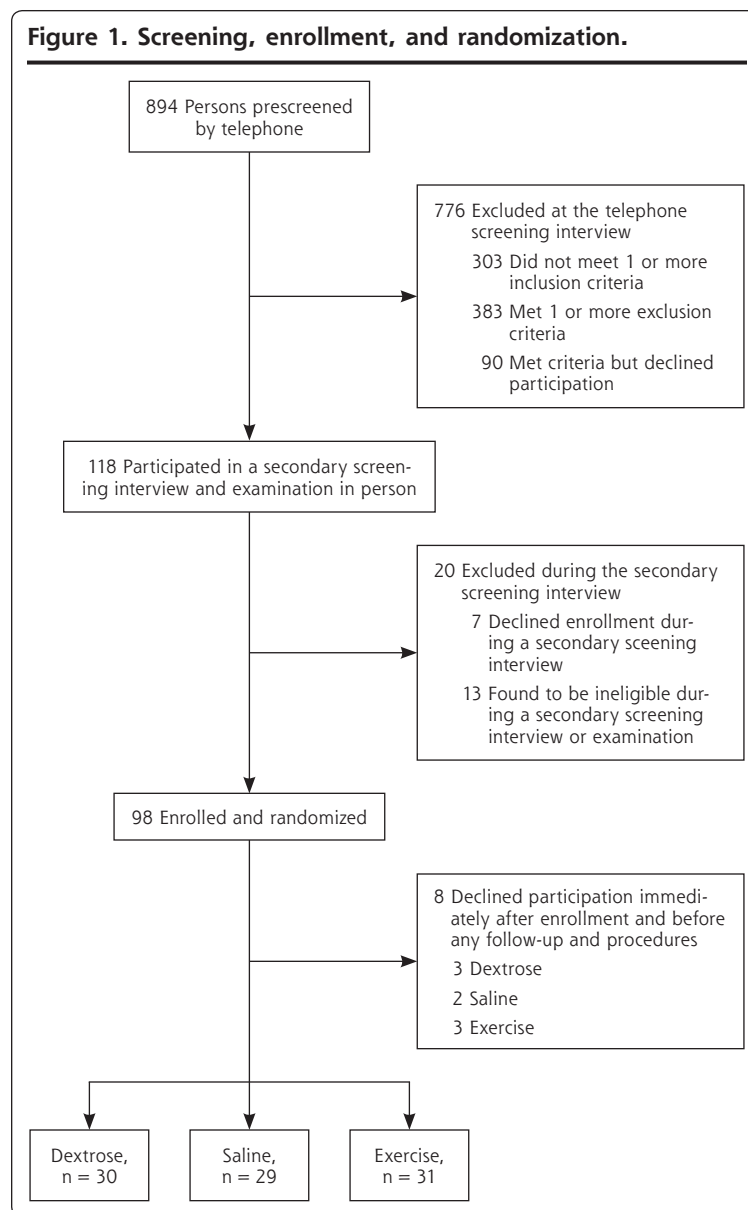 Figure 1. Screening, enrollment, and randomization.
894 Persons prescreened
by telephone
776 Excluded at the telephone
screening interview
303 Did not meet 1 or more
inclusion criteria
383 Met 1 or more exclusion
criteria
90 Met criteria but declined
participation
118 Participated in a secondary screen-
ing interview and examination in person
20 Excluded during the secondary
screening interview
7 Declined enrollment dur-
ing a secondary sceening
interview
13 Found to be ineligible dur-
ing a secondary screening
interview or examination
98 Enrolled and randomized
8 Declined participation immedi-
ately after enrollment and before
any follow-up and procedures
3 Dextrose
2 Saline
3 Exercise
Dextrose,
n = 30
Saline,
n = 29
Exercise,
n = 31